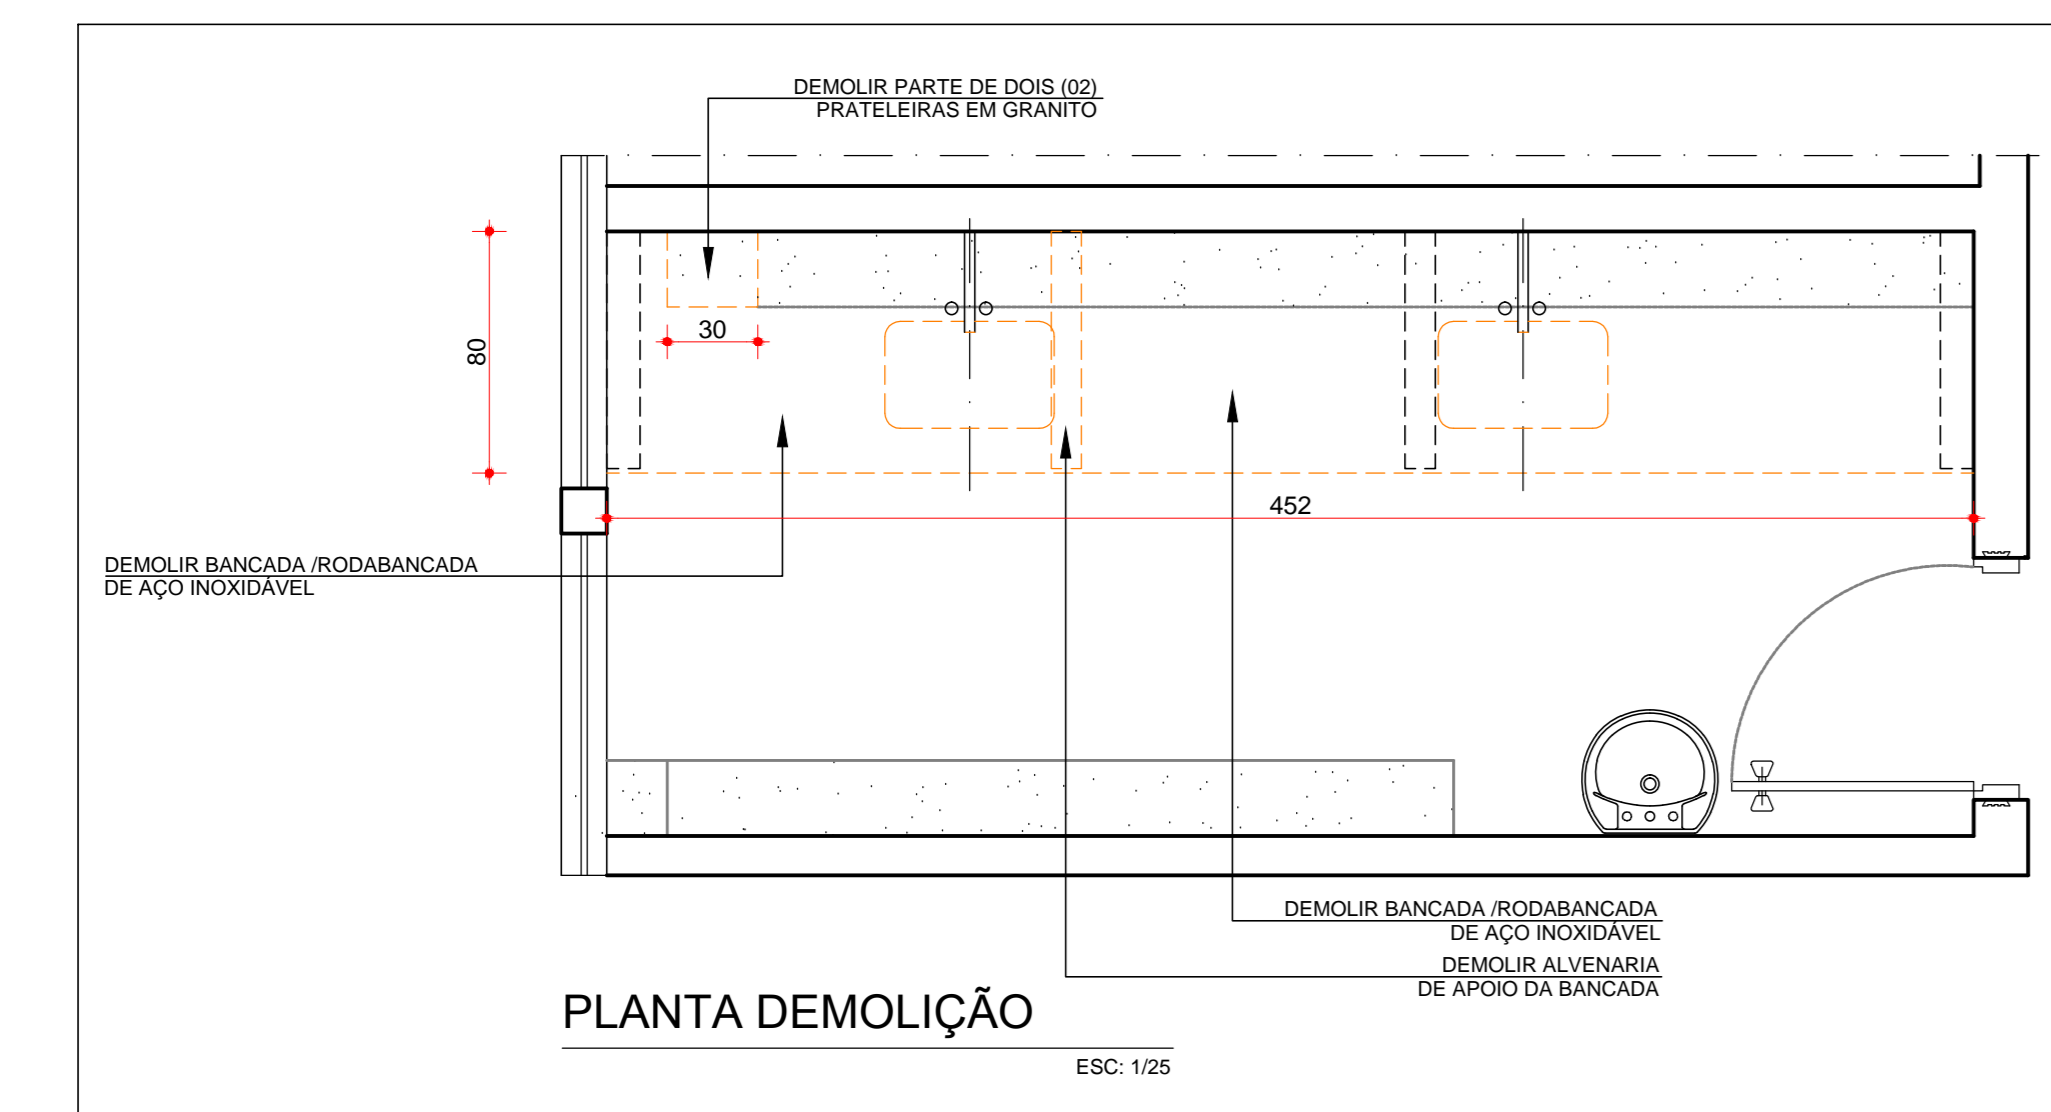 DEMOLIR PARTE DE DOIS (02)
PRATELEIRAS EM GRANITO
30
80
452
DEMOLIR BANCADA /RODABANCADA
DE AÇO INOXIDÁVEL
DEMOLIR BANCADA /RODABANCADA
DE AÇO INOXIDÁVEL
DEMOLIR ALVENARIA
DE APOIO DA BANCADA
PLANTA DEMOLIÇÃO
ESC: 1/25